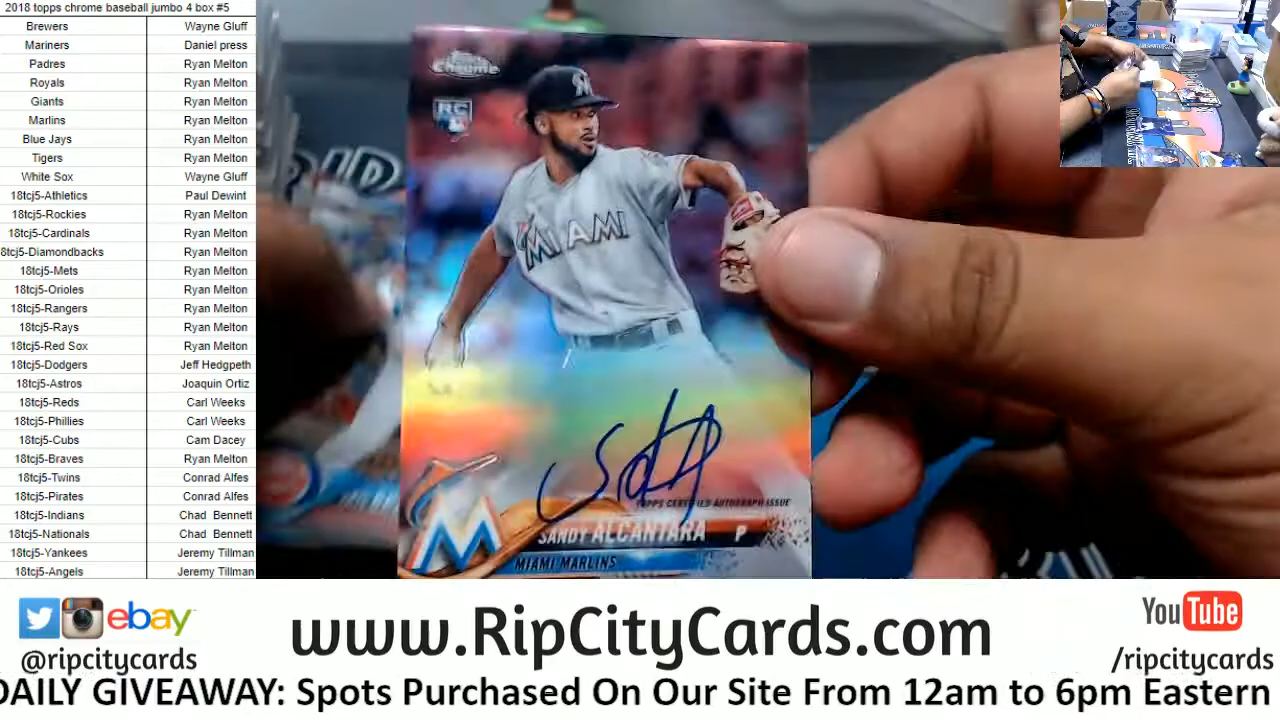 2018 topps chrome baseball jumbo 4 box #5
Brewers Wayne Gluff
Mariners Daniel press
Padres Ryan Melton
Royals Ryan Melton
Giants Ryan Melton
Marlins Ryan Melton
Blue Jays Ryan Melton
Tigers Ryan Melton
White Sox Wayne Gluff
18tcj5-Athletics Paul Dewint
18tcj5-Rockies Ryan Melton
18tcj5-Cardinals Ryan Melton
8tcj5-Diamondbacks Ryan Melton
18tcj5-Mets Ryan Melton
18tcj5-Orioles Ryan Melton
18tcj5-Rangers Ryan Melton
18tcj5-Rays Ryan Melton
18tcj5-Red Sox Ryan Melton
18tcj5-Dodgers Jeff Hedgpeth
18tcj5-Astros Joaquin Ortiz
18tcj5-Reds Carl Weeks
18tcj5-Phillies Carl Weeks
18tcj5-Cubs Cam Dacey
18tcj5-Braves Ryan Melton
18tcj5-Twins Conrad Alfes
18tcj5-Pirates Conrad Alfes
18tcj5-Indians Chad Bennett
18tcj5-Nationals Chad Bennett
18tcj5-Yankees Jeremy Tillman
18tcj5-Angels Jeremy Tillman
Topps Chrome
RC
MIAMI
TOPPS CERTIFIED AUTOGRAPH ISSUE
SANDY ALCANTARA P
MIAMI MARLINS
ebay
@ripcitycards
www.RipCityCards.com
YouTube
/ripcitycards
DAILY GIVEAWAY: Spots Purchased On Our Site From 12am to 6pm Eastern